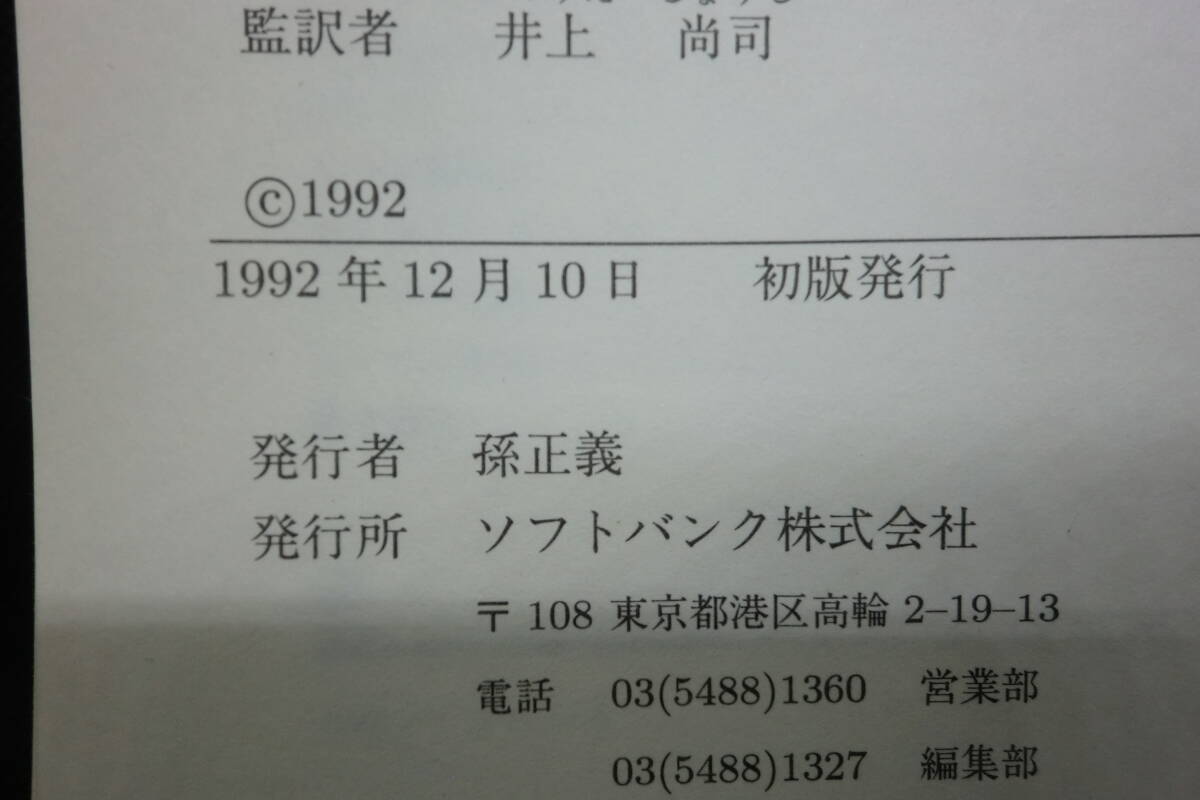 監訳者 井上 尚司
©1992
1992年12月10日 初版発行
発行者 孫正義
発行所 ソフトバンク株式会社
〒108 東京都港区高輪2-19-13
電話 03(5488)1360 営業部
03(5488)1327 編集部